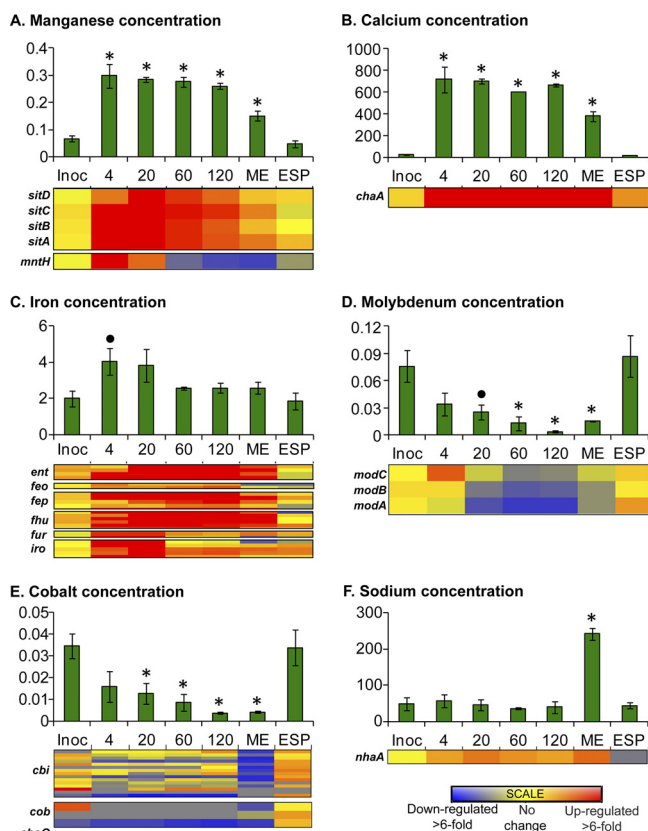 A. Manganese concentration
0.4
0.3
0.2
0.1
0
* * * * *
Inoc 4 20 60 120 ME ESP
sitD
sitC
sitB
sitA
mntH
B. Calcium concentration
1000
800
600
400
200
0
* * * * *
Inoc 4 20 60 120 ME ESP
chaA
C. Iron concentration
6
4
2
0
●
Inoc 4 20 60 120 ME ESP
ent
feo
fep
fhu
fur
iro
D. Molybdenum concentration
0.12
0.09
0.06
0.03
0
● * * *
Inoc 4 20 60 120 ME ESP
modC
modB
modA
E. Cobalt concentration
0.05
0.04
0.03
0.02
0.01
0
* * * *
Inoc 4 20 60 120 ME ESP
cbi
cob
F. Sodium concentration
300
200
100
0
*
Inoc 4 20 60 120 ME ESP
nhaA
SCALE
Down-regulated No Up-regulated
>6-fold change >6-fold